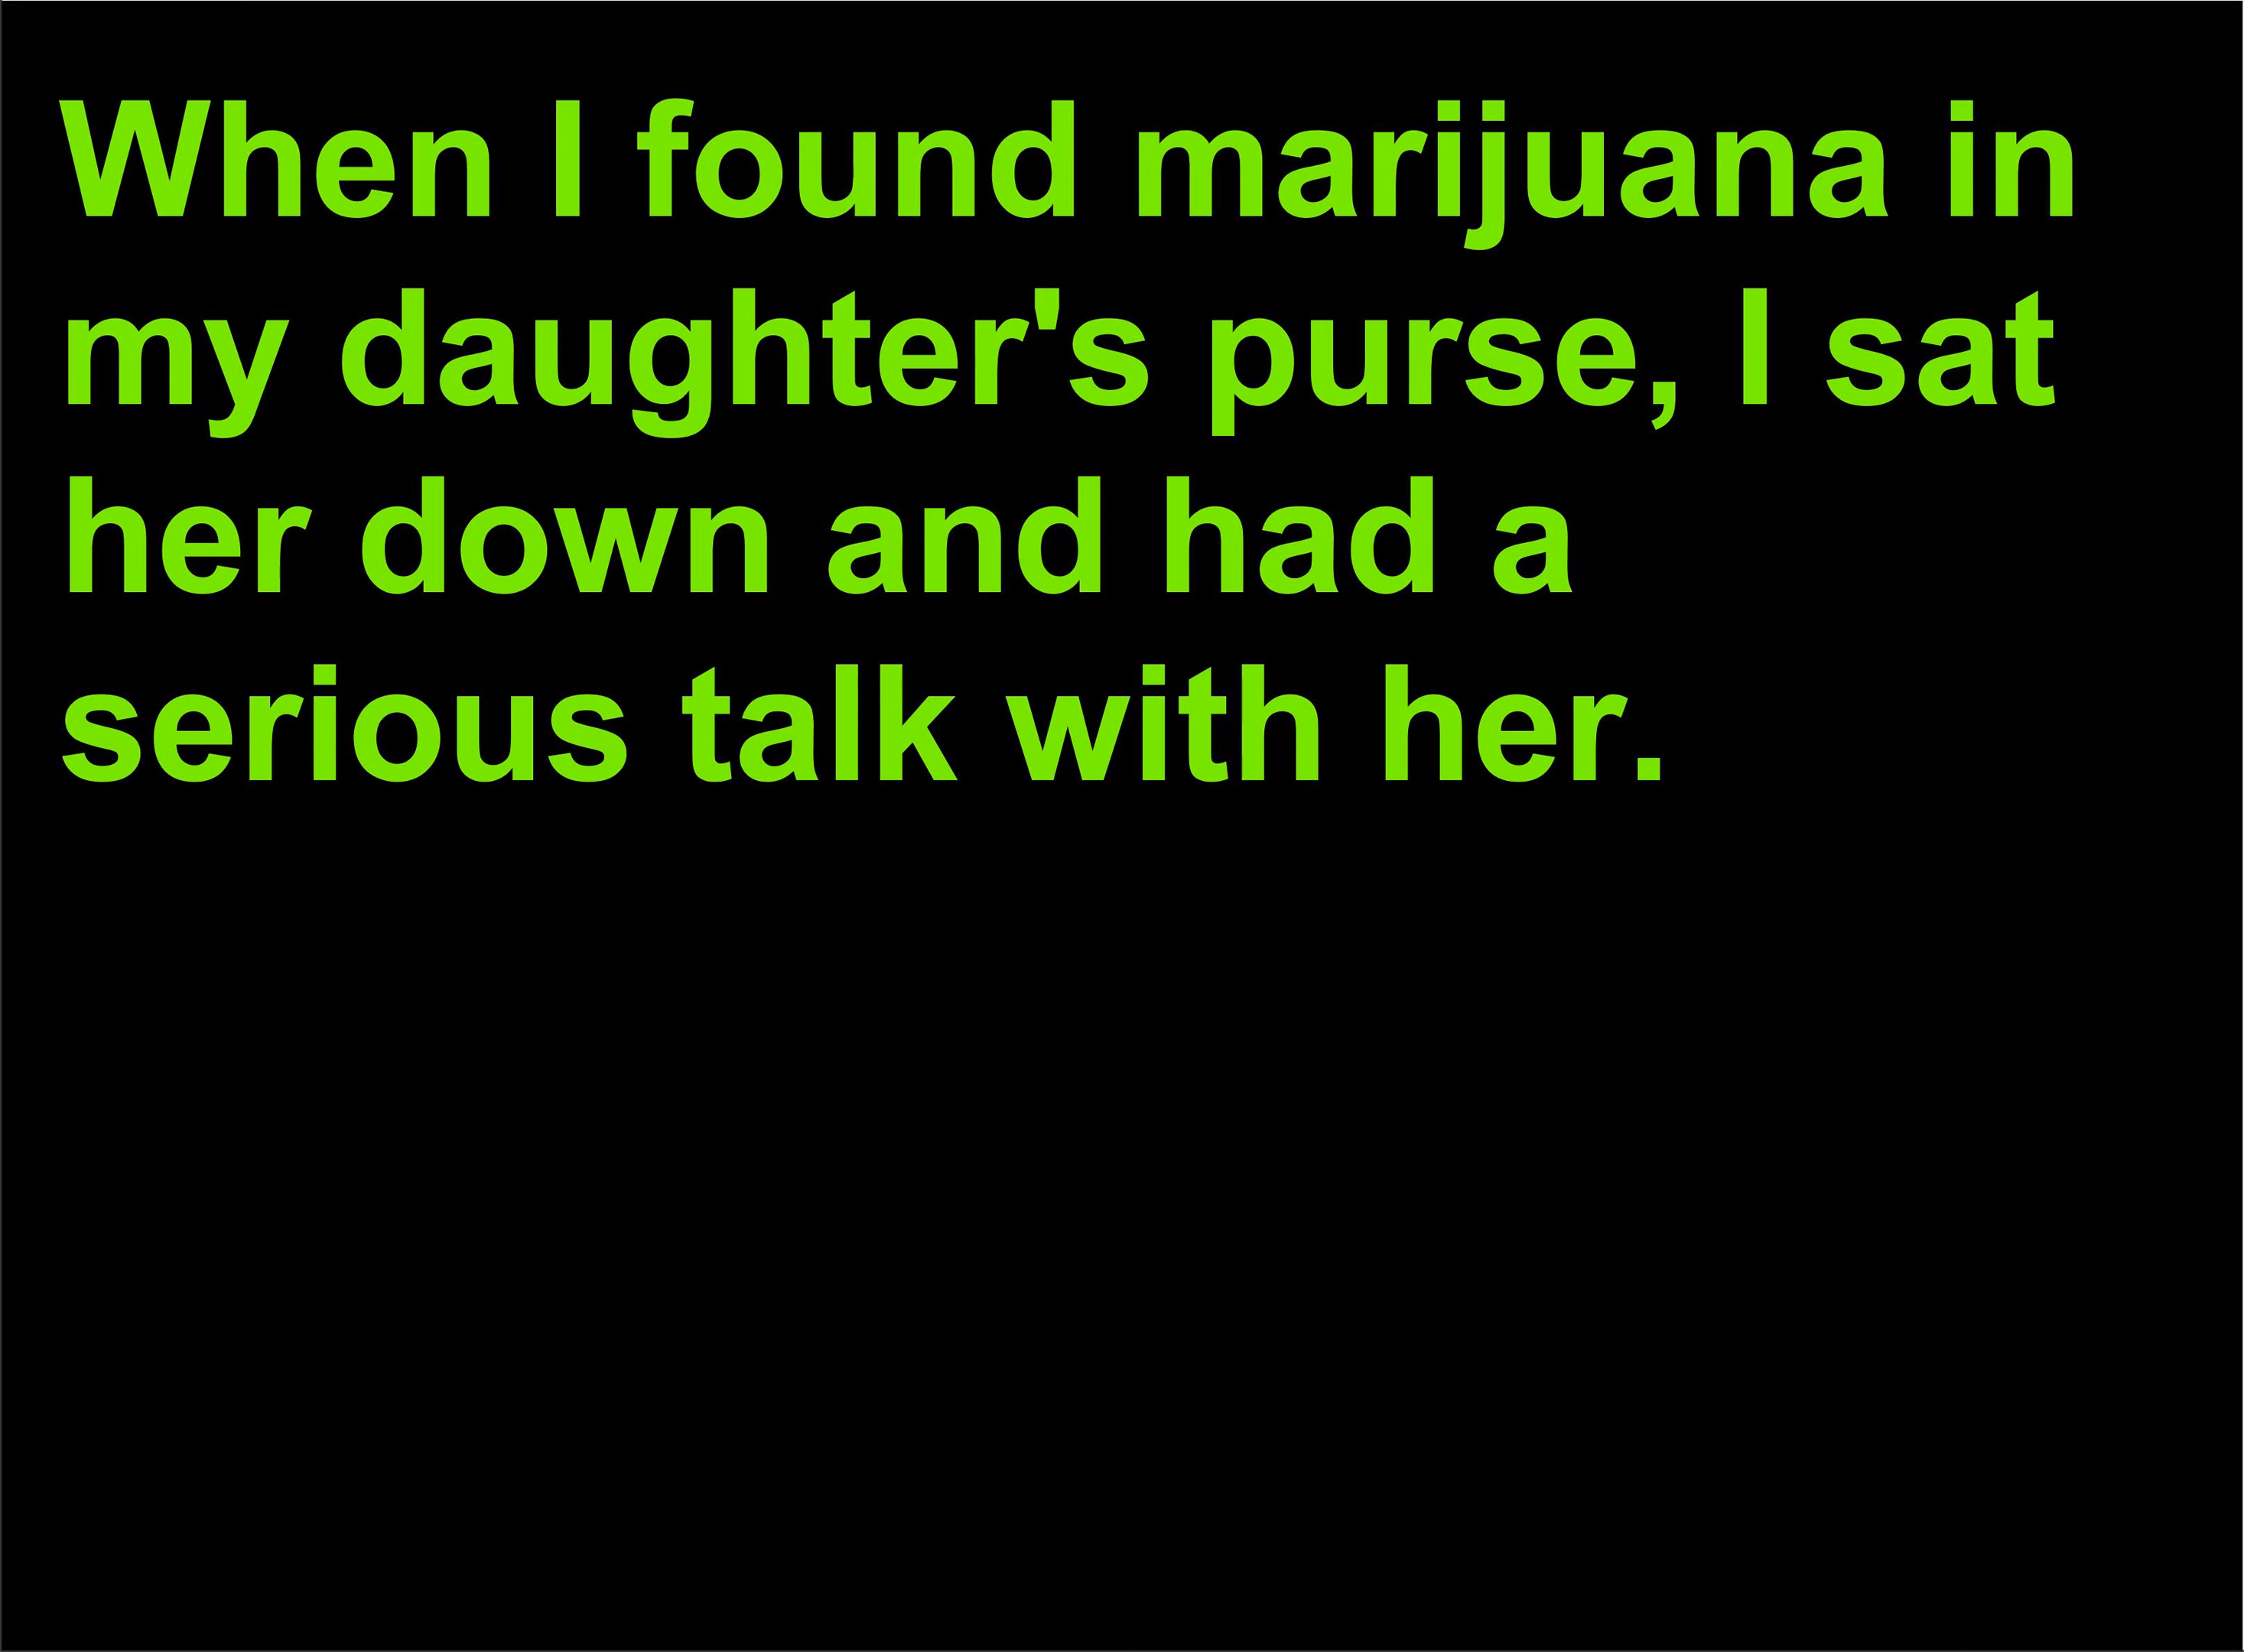 When I found marijuana in
my daughter's purse, I sat
her down and had a
serious talk with her.